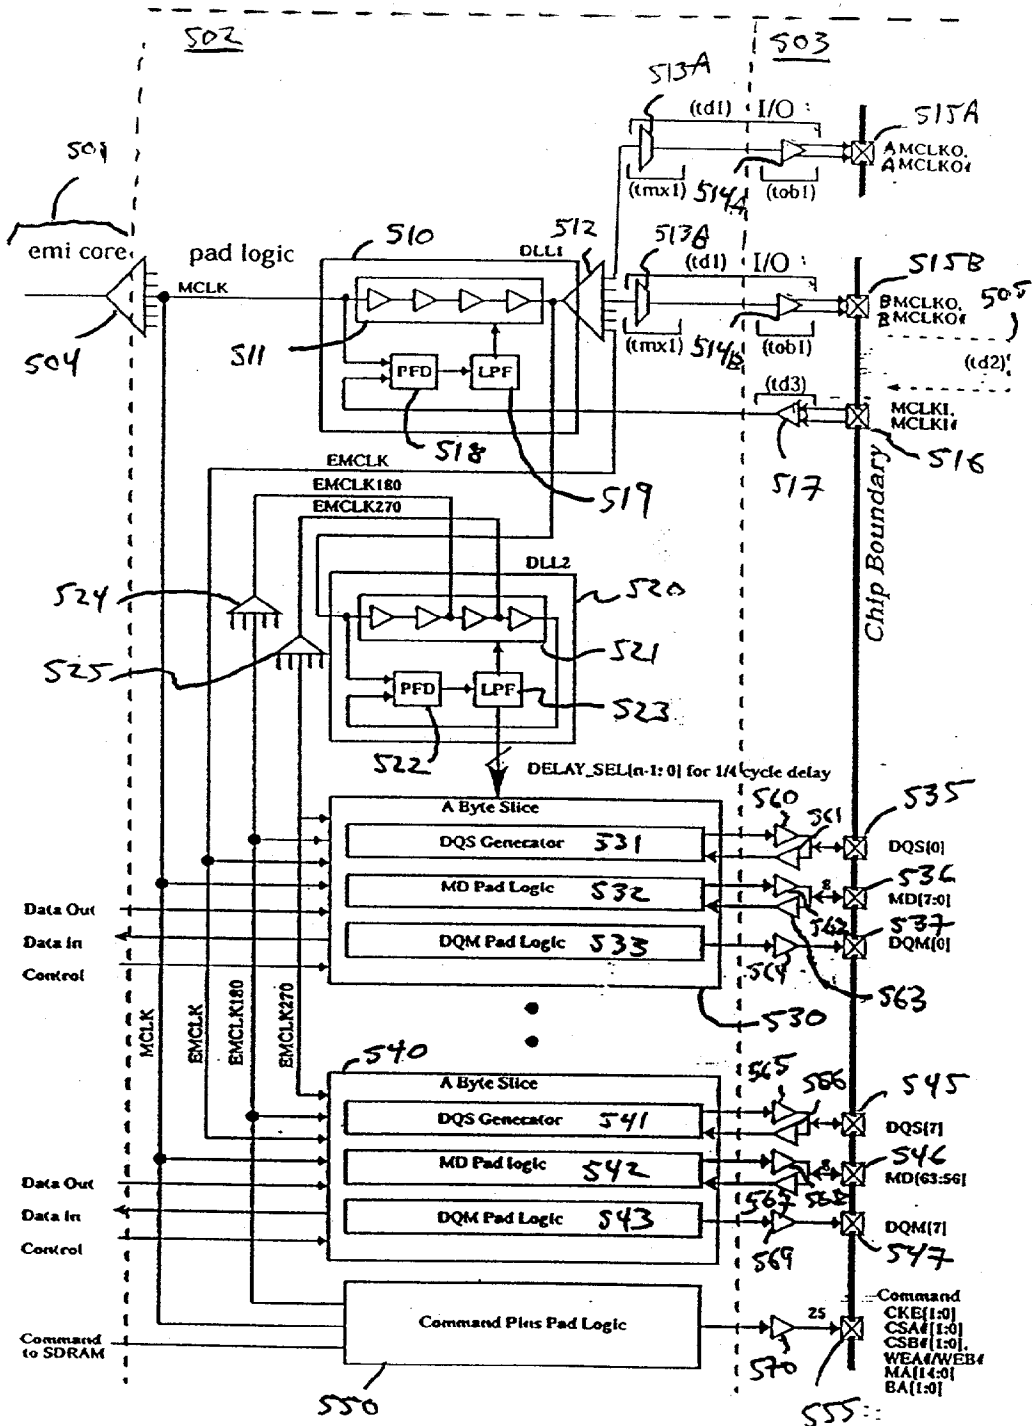 502
503
513A
(td1) I/O
515A
501
AMCLKO,
AMCLKO#
(tmx1)
514A
(tob1)
emi core
pad logic
510
DLL1
512
513B
(td1) I/O
515B
MCLK
BMCLKO,
BMCLKO#
505
504
511
(tmx1)
514B
(tob1)
(td2)
PFD
LPF
(td3)
MCLKI,
MCLKI#
518
519
517
516
EMCLK
EMCLK180
EMCLK270
Chip Boundary
DLL2
520
524
521
525
PFD
LPF
523
522
DELAY_SEL[n-1: 0] for 1/4 cycle delay
560
535
A Byte Slice
561
DQS Generator 531
DQS[0]
536
MD Pad Logic 532
8
MD[7:0]
Data Out
562
537
Data in
DQM Pad Logic 533
DQM[0]
Control
564
563
530
MCLK
EMCLK
EMCLK180
EMCLK270
540
565
566
545
A Byte Slice
DQS Generator 541
DQS[7]
546
MD Pad logic 542
8
MD[63:56]
Data Out
567
568
Data in
DQM Pad Logic 543
DQM[7]
Control
569
547
Command Pins Pad Logic
25
Command
CKE[1:0]
CSA#[1:0]
CSB#[1:0],
WEA#/WEB#
MA[14:0]
BA[1:0]
Command
to SDRAM
570
550
555